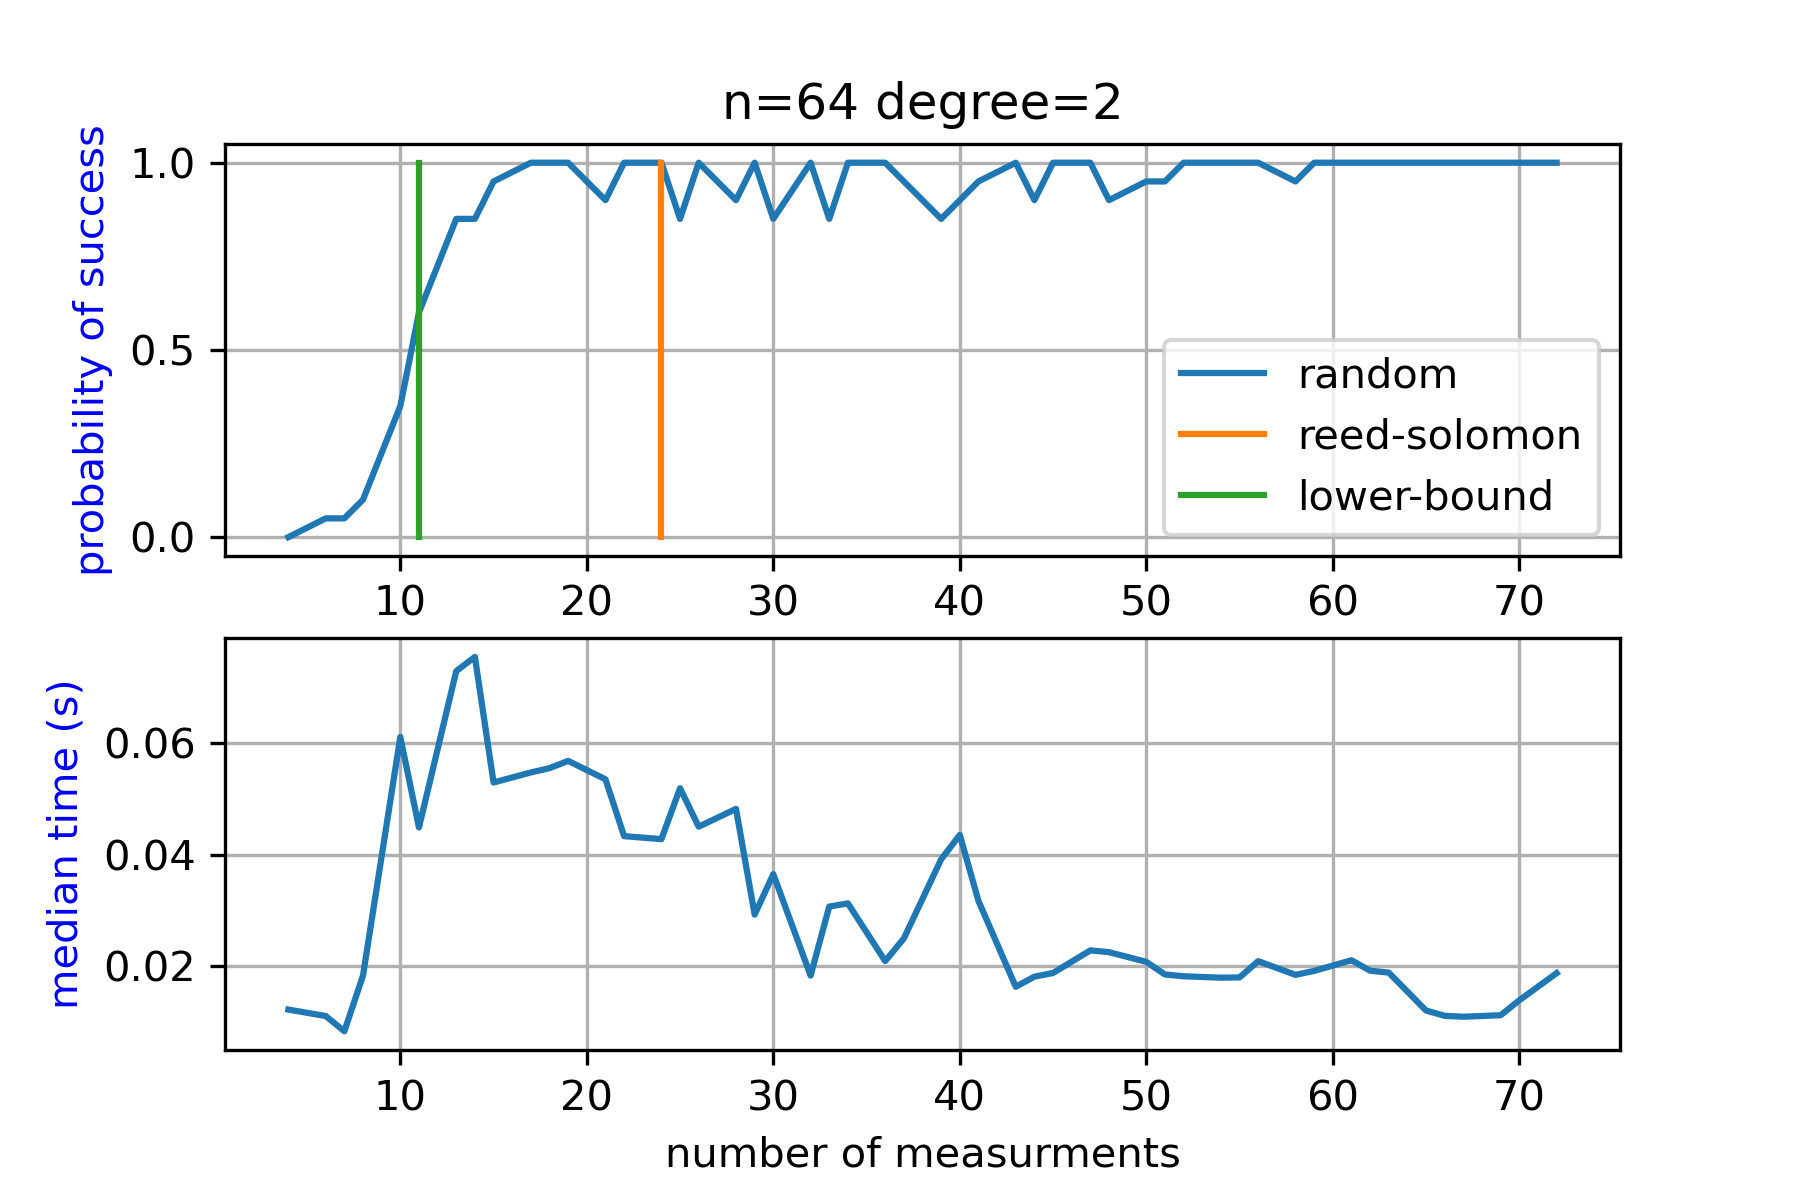 n=64 degree=2
probability of success
1.0
0.5
0.0
random
reed-solomon
lower-bound
10 20 30 40 50 60 70
median time (s)
0.06
0.04
0.02
10 20 30 40 50 60 70
number of measurments